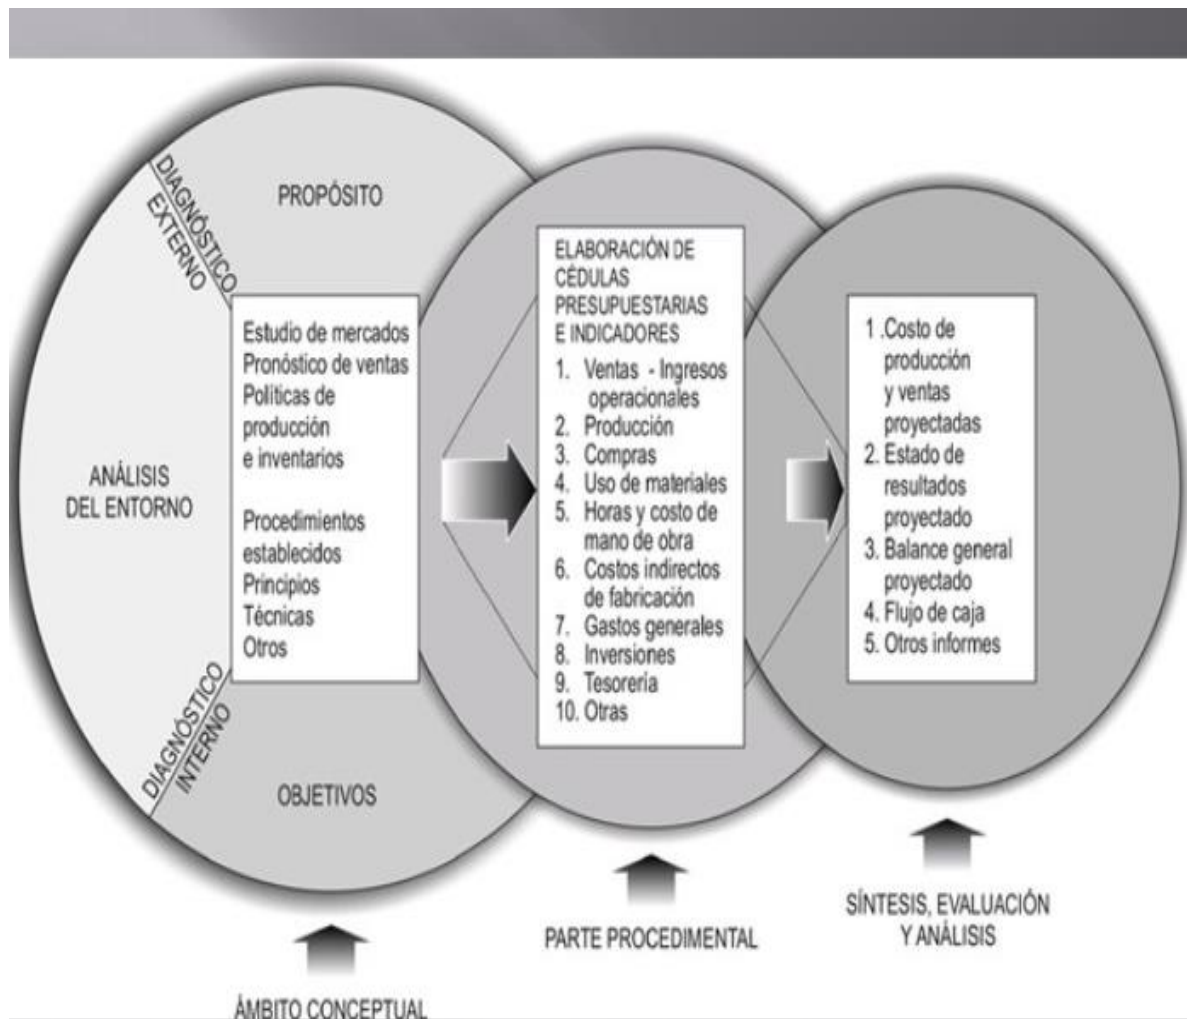 DIAGNÓSTICO
EXTERNO
PROPÓSITO
ANÁLISIS
DEL ENTORNO
Estudio de mercados
Pronóstico de ventas
Políticas de
producción
e inventarios
Procedimientos
establecidos
Principios
Técnicas
Otros
DIAGNÓSTICO
INTERNO
OBJETIVOS
ELABORACIÓN DE
CÉDULAS
PRESUPUESTARIAS
E INDICADORES
1. Ventas - Ingresos
operacionales
2. Producción
3. Compras
4. Uso de materiales
5. Horas y costo de
mano de obra
6. Costos indirectos
de fabricación
7. Gastos generales
8. Inversiones
9. Tesorería
10. Otras
1 .Costo de
producción
y ventas
proyectadas
2. Estado de
resultados
proyectado
3. Balance general
proyectado
4. Flujo de caja
5. Otros informes
ÁMBITO CONCEPTUAL
PARTE PROCEDIMENTAL
SÍNTESIS, EVALUACIÓN
Y ANÁLISIS